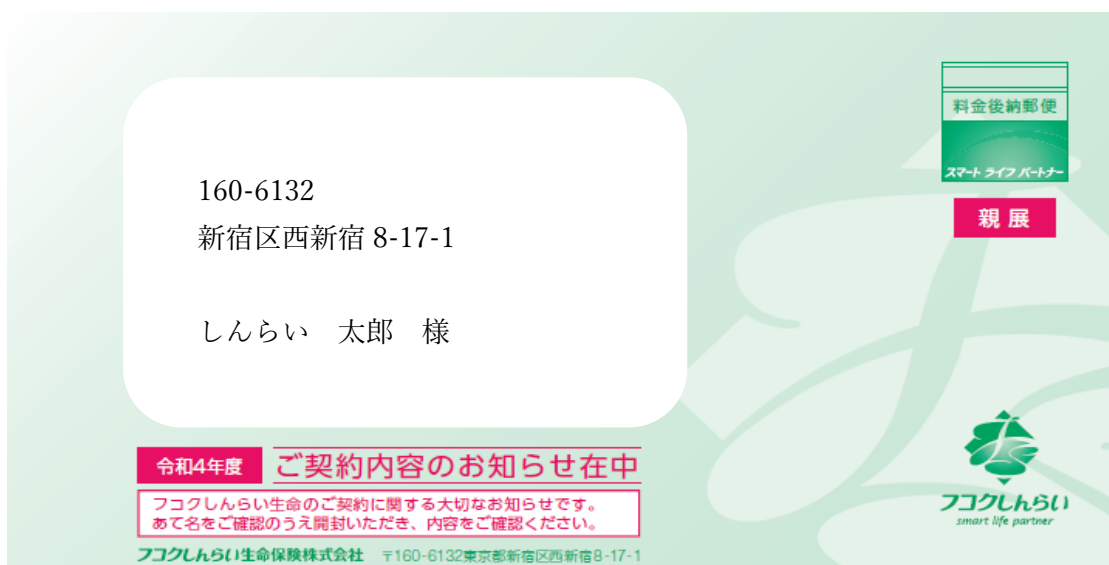 160-6132
新宿区西新宿 8-17-1
しんらい　太郎　様
料金後納郵便
スマート ライフ パートナー
親展
令和4年度 ご契約内容のお知らせ在中
フコクしんらい生命のご契約に関する大切なお知らせです。
あて名をご確認のうえ開封いただき、内容をご確認ください。
フコクしんらい生命保険株式会社 〒160-6132東京都新宿区西新宿8-17-1
フコクしんらい
smart life partner